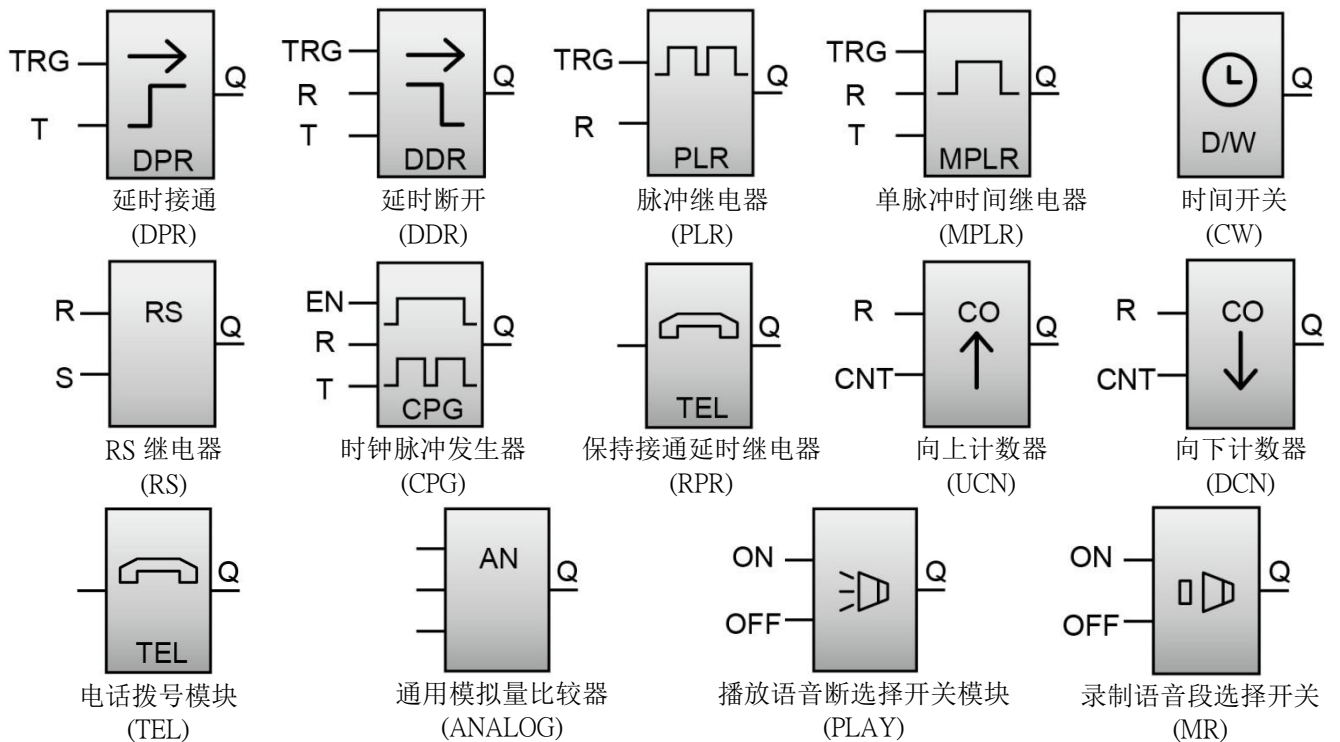 TRG
T
Q
DPR
延时接通
(DPR)
TRG
R
T
Q
DDR
延时断开
(DDR)
TRG
R
Q
PLR
脉冲继电器
(PLR)
TRG
R
T
Q
MPLR
单脉冲时间继电器
(MPLR)
Q
D/W
时间开关
(CW)
R
S
RS
Q
RS 继电器
(RS)
EN
R
T
Q
CPG
时钟脉冲发生器
(CPG)
Q
TEL
保持接通延时继电器
(RPR)
R
CNT
CO
Q
向上计数器
(UCN)
R
CNT
CO
Q
向下计数器
(DCN)
Q
TEL
电话拨号模块
(TEL)
AN
Q
通用模拟量比较器
(ANALOG)
ON
OFF
Q
播放语音断选择开关模块
(PLAY)
ON
OFF
Q
录制语音段选择开关
(MR)